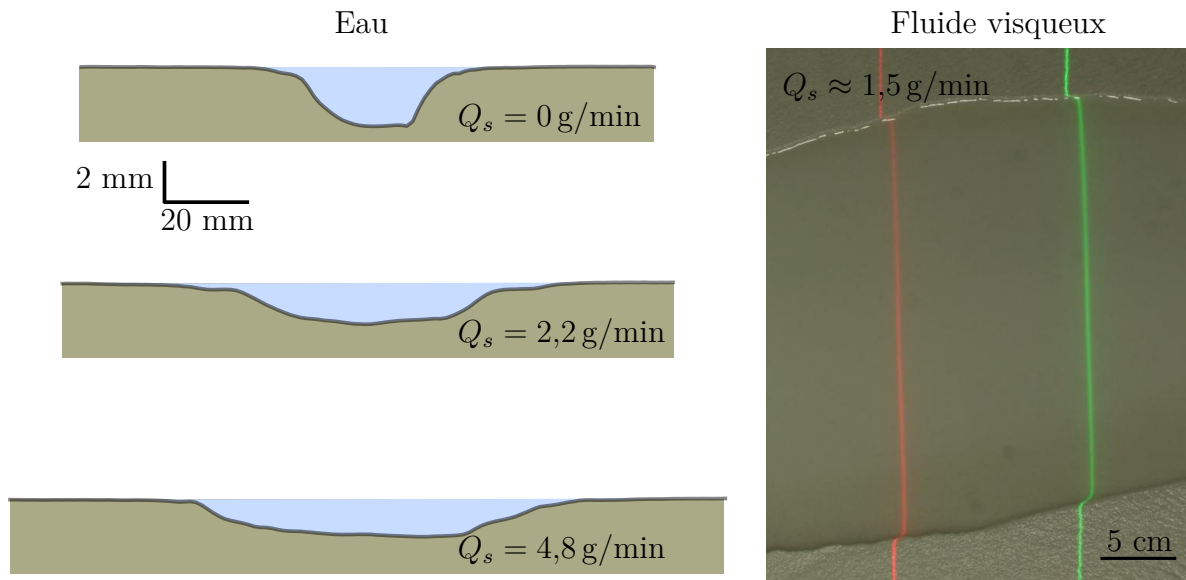 Eau
Q_s = 0 g/min
2 mm
20 mm
Q_s = 2,2 g/min
Q_s = 4,8 g/min
Fluide visqueux
Q_s ≈ 1,5 g/min
5 cm